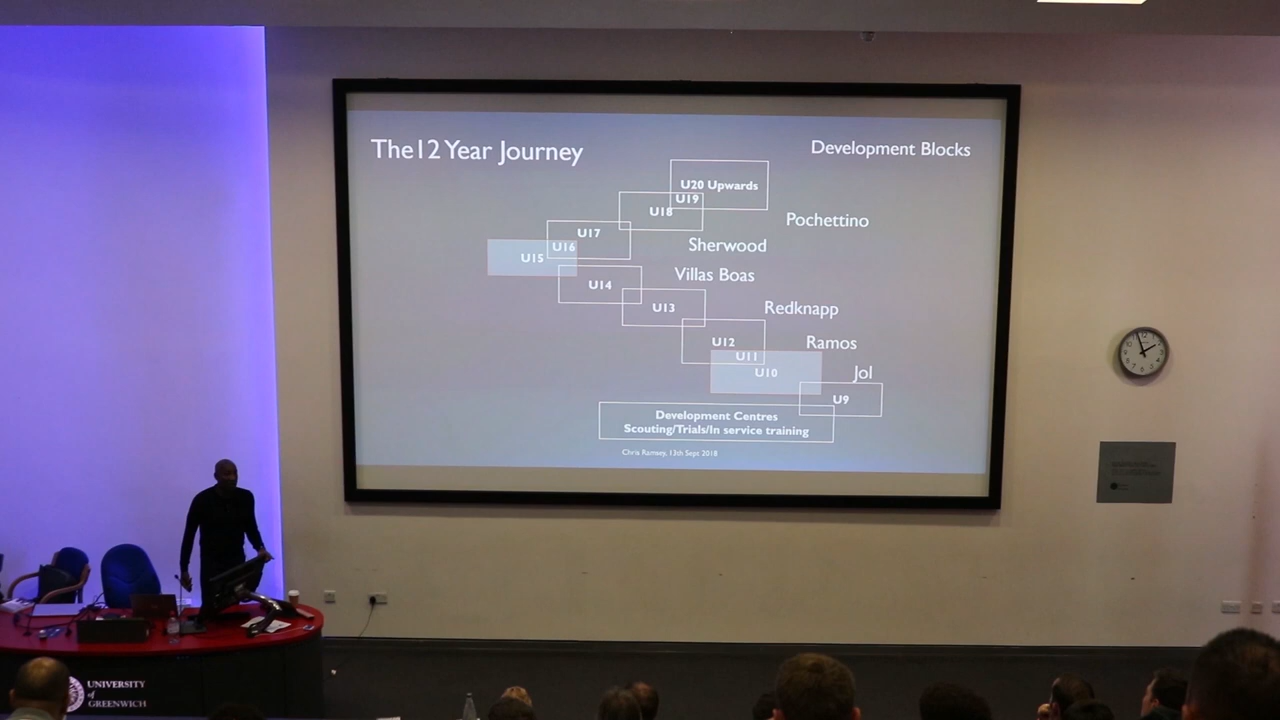 The12 Year Journey
Development Blocks
U20 Upwards
U19
U18
Pochettino
U17
Sherwood
U16
U15
Villas Boas
U14
U13
Redknapp
U12
Ramos
U11
U10
Jol
U9
Development Centres
Scouting/Trials/In service training
Chris Ramsey, 13th Sept 2018
UNIVERSITY
of
GREENWICH